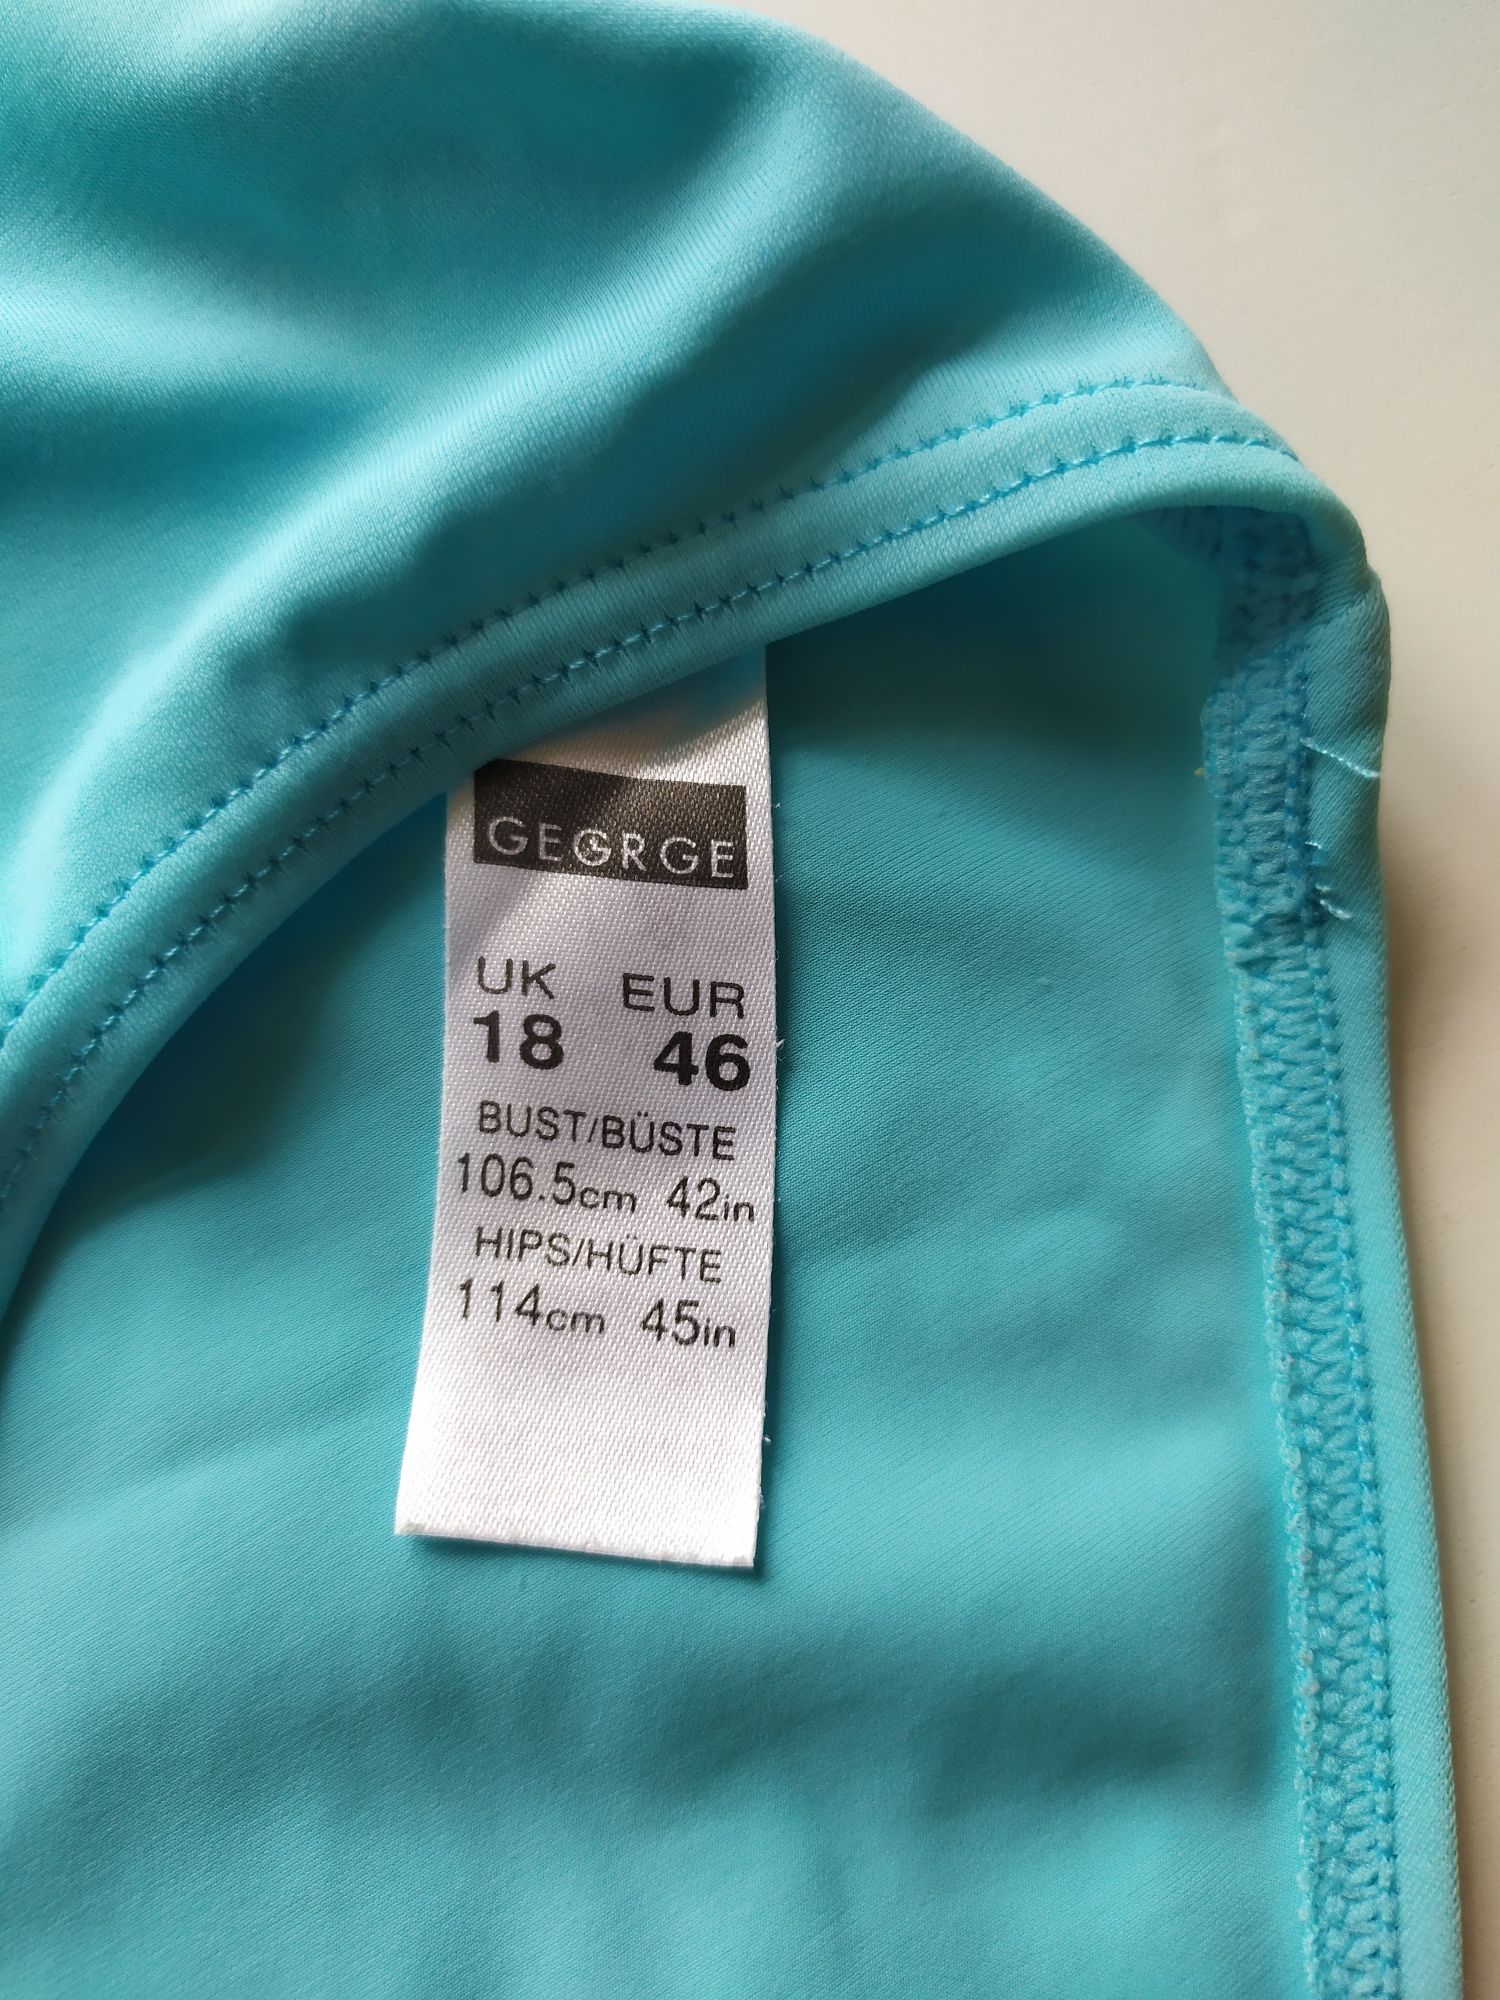 GEORGE
UK EUR
18 46
BUST/BÜSTE
106.5cm 42in
HIPS/HÜFTE
114cm 45in